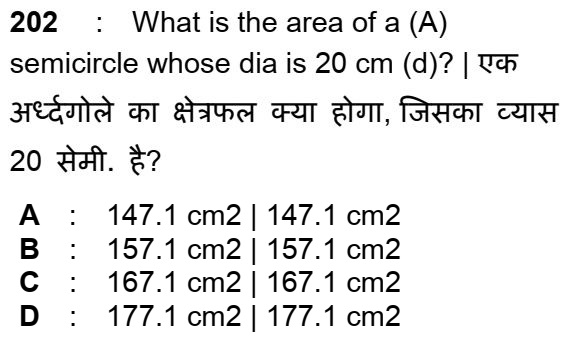 202 : What is the area of a (A)
semicircle whose dia is 20 cm (d)? | एक
अर्ध्दगोले का क्षेत्रफल क्या होगा, जिसका व्यास
20 सेमी. है?
A : 147.1 cm2 | 147.1 cm2
B : 157.1 cm2 | 157.1 cm2
C : 167.1 cm2 | 167.1 cm2
D : 177.1 cm2 | 177.1 cm2